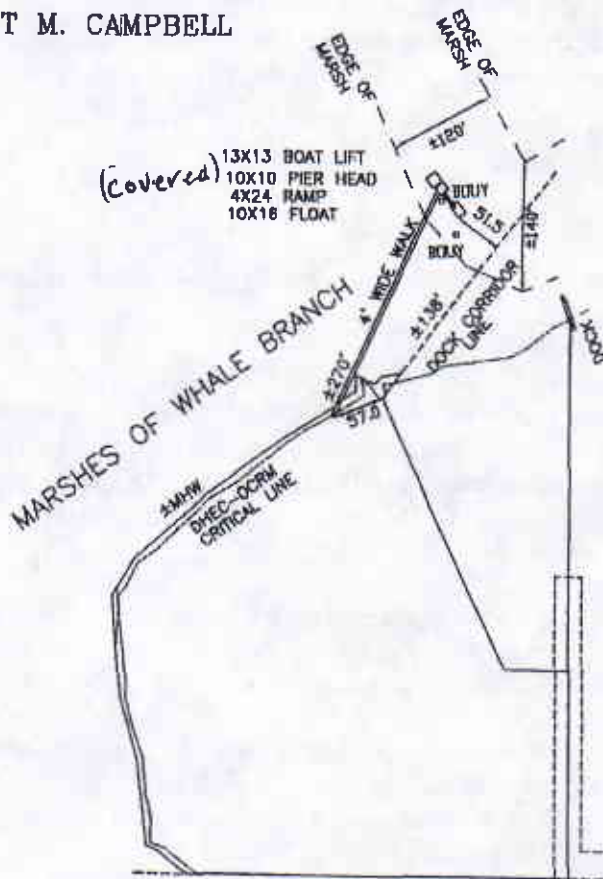 T M. CAMPBELL
EDGE OF
MARSH
EDGE OF
MARSH
±120'
(covered) 13X13 BOAT LIFT
10X10 PIER HEAD
4X24 RAMP
10X16 FLOAT
BOUY
51.5
BOUY
±140'
4' WIDE WALK
±138'
DOCK CORRIDOR
LINE
MARSHES OF WHALE BRANCH
±270'
57.0
±MHW
DHEC-OCRM
CRITICAL LINE